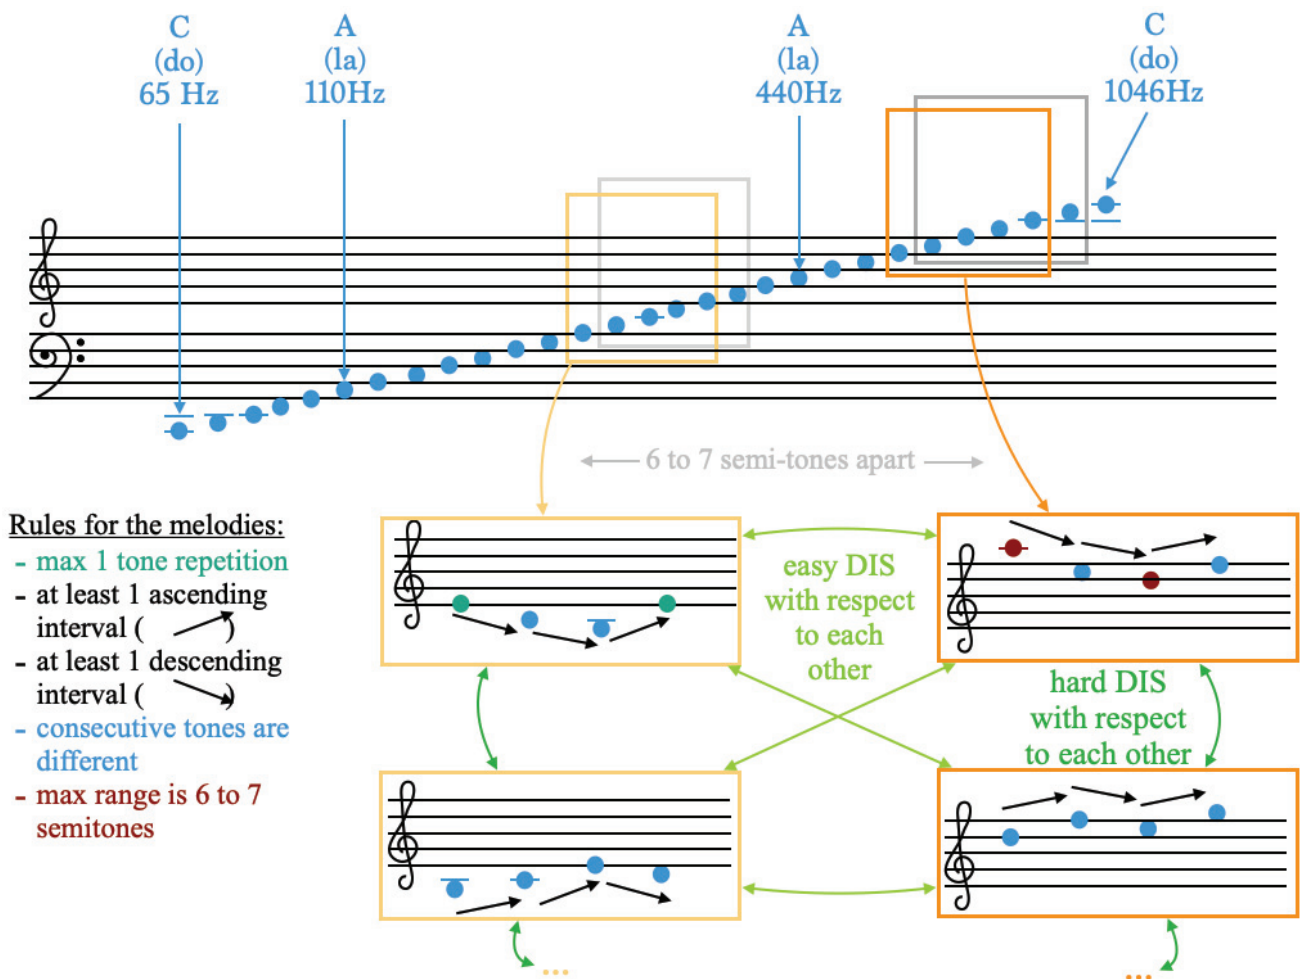 C
(do)
65 Hz
A
(la)
110Hz
A
(la)
440Hz
C
(do)
1046Hz
6 to 7 semi-tones apart
Rules for the melodies:
- max 1 tone repetition
- at least 1 ascending
interval ( )
- at least 1 descending
interval ( )
- consecutive tones are
different
- max range is 6 to 7
semitones
easy DIS
with respect
to each
other
hard DIS
with respect
to each other
...
...